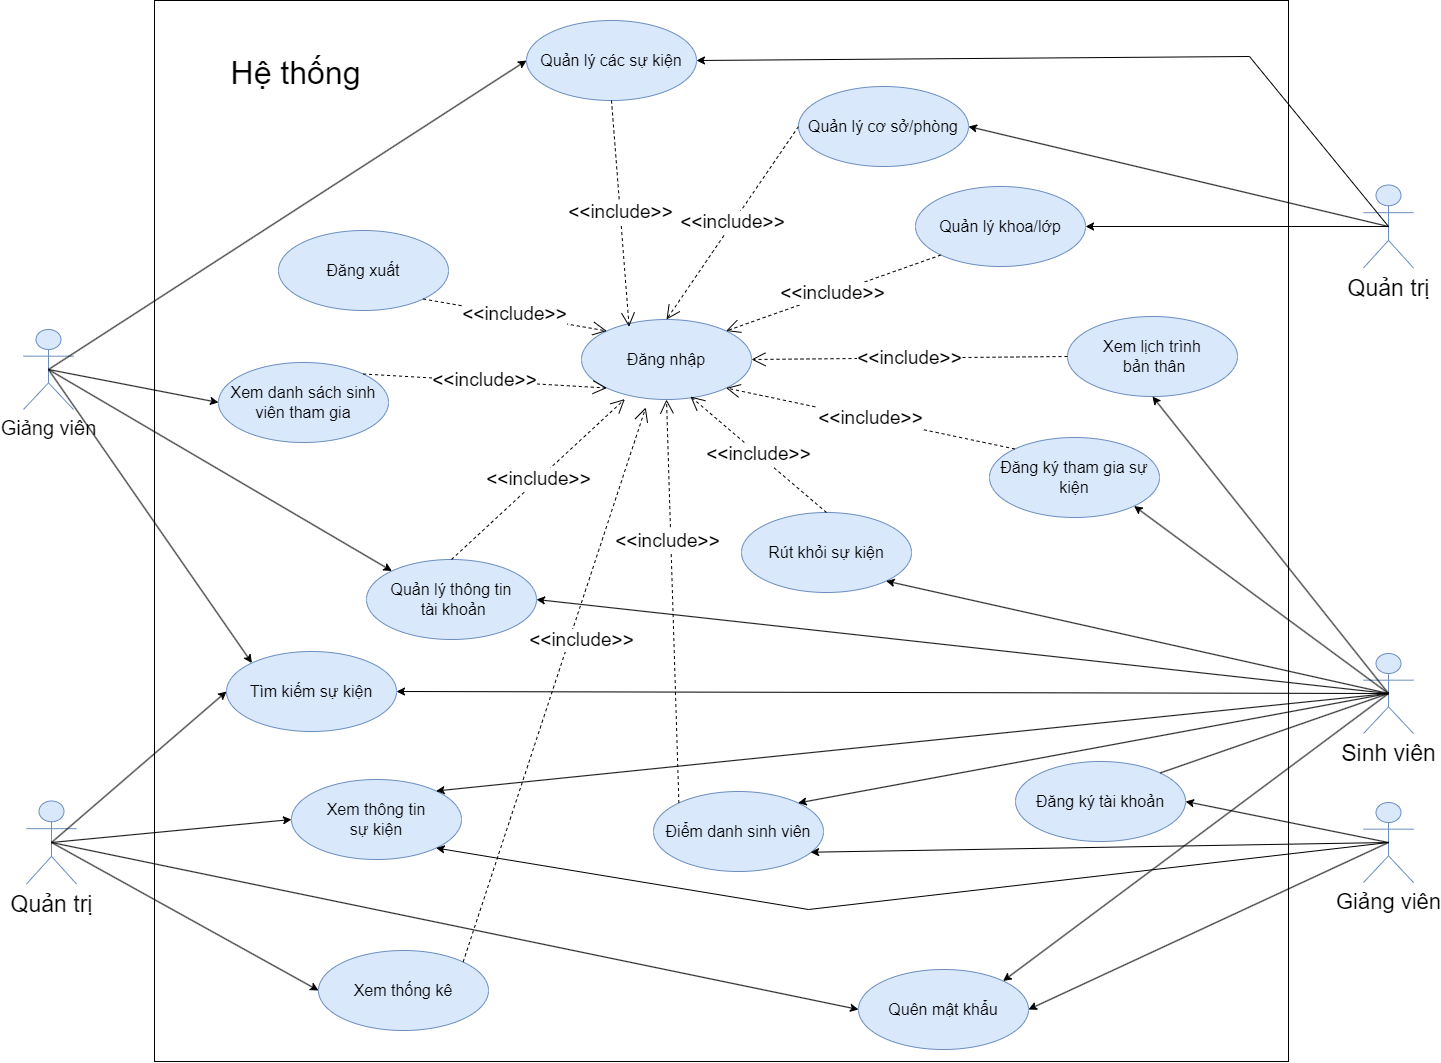 Hệ thống
Quản lý các sự kiện
Quản lý cơ sở/phòng
<<include>>
<<include>>
Quản lý khoa/lớp
Đăng xuất
Quản trị
<<include>>
<<include>>
Đăng nhập
<<include>>
Xem lịch trình
bản thân
Xem danh sách sinh
viên tham gia
<<include>>
Giảng viên
<<include>>
<<include>>
Đăng ký tham gia sự
kiện
<<include>>
<<include>>
Rút khỏi sự kiện
Quản lý thông tin
tài khoản
<<include>>
Tìm kiếm sự kiện
Sinh viên
Xem thông tin
sự kiện
Điểm danh sinh viên
Đăng ký tài khoản
Quản trị
Giảng viên
Xem thống kê
Quên mật khẩu